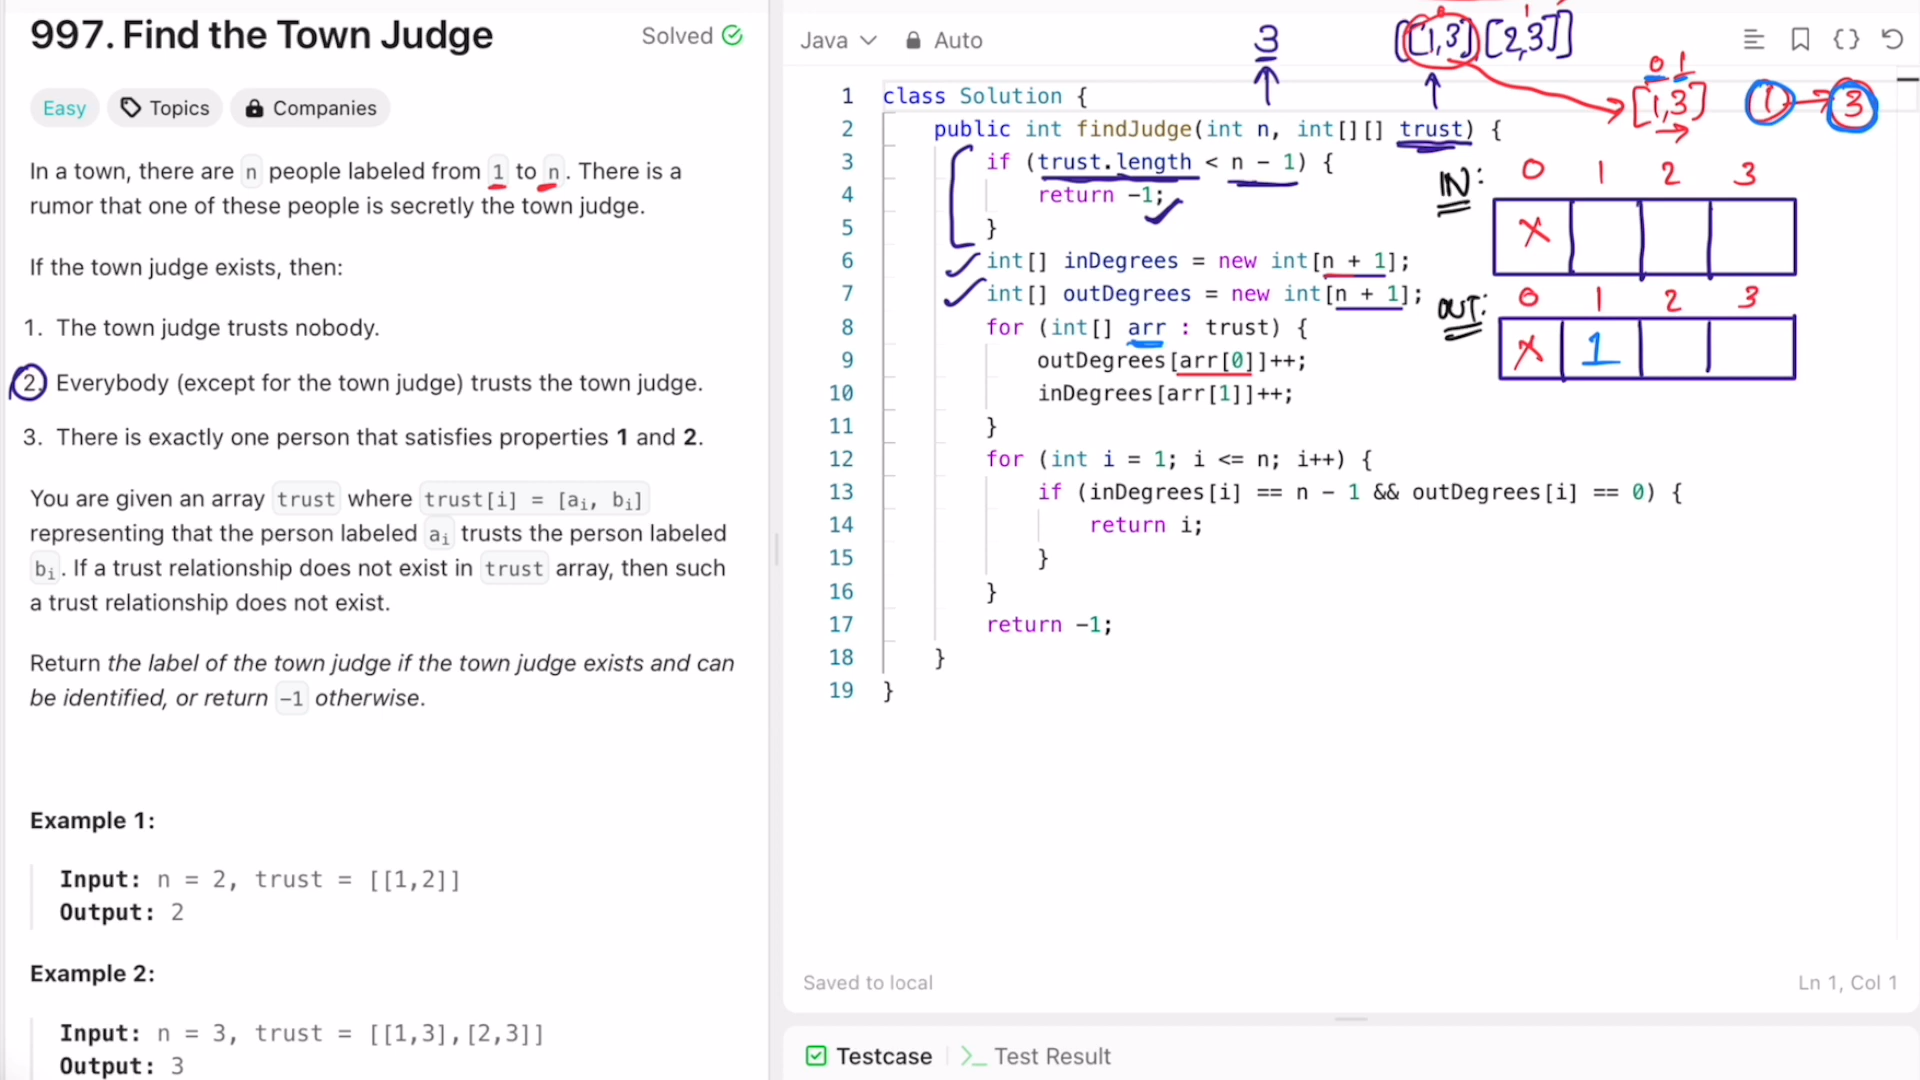 997. Find the Town Judge
Solved
Easy
Topics
Companies
In a town, there are n people labeled from 1 to n. There is a
rumor that one of these people is secretly the town judge.
If the town judge exists, then:
1. The town judge trusts nobody.
2. Everybody (except for the town judge) trusts the town judge.
3. There is exactly one person that satisfies properties 1 and 2.
You are given an array trust where trust[i] = [ai, bi]
representing that the person labeled ai trusts the person labeled
bi. If a trust relationship does not exist in trust array, then such
a trust relationship does not exist.
Return the label of the town judge if the town judge exists and can
be identified, or return -1 otherwise.
Example 1:
Input: n = 2, trust = [[1,2]]
Output: 2
Example 2:
Input: n = 3, trust = [[1,3],[2,3]]
Output: 3
Java
Auto
3
[[1,3] [2,3]]
0 1
0 1
[1,3]
1 → 3
1 class Solution {
2 public int findJudge(int n, int[][] trust) {
3 if (trust.length < n - 1) {
4 return -1;
5 }
6 int[] inDegrees = new int[n + 1];
7 int[] outDegrees = new int[n + 1];
8 for (int[] arr : trust) {
9 outDegrees[arr[0]]++;
10 inDegrees[arr[1]]++;
11 }
12 for (int i = 1; i <= n; i++) {
13 if (inDegrees[i] == n - 1 && outDegrees[i] == 0) {
14 return i;
15 }
16 }
17 return -1;
18 }
19 }
IN:
0 1 2 3
X
OUT:
0 1 2 3
X 1
Saved to local
Ln 1, Col 1
Testcase
Test Result